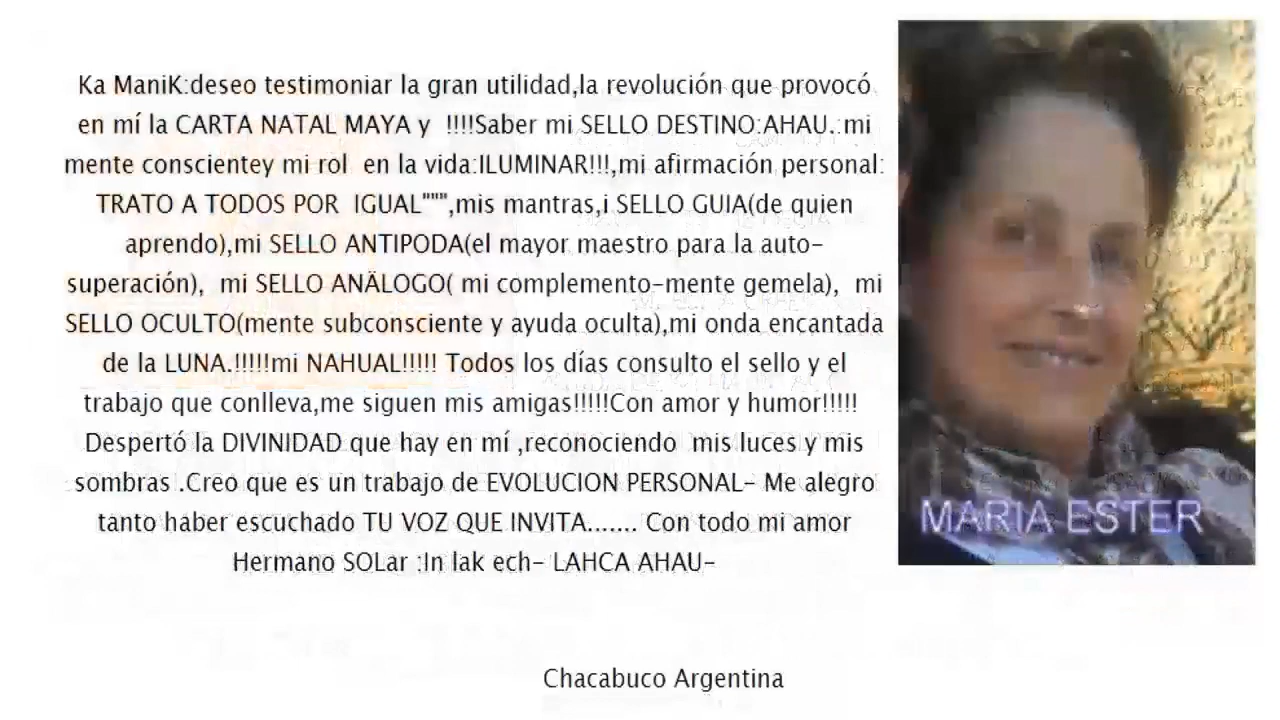 Ka ManiK:deseo testimoniar la gran utilidad,la revolución que provocó
en mí la CARTA NATAL MAYA y !!!!Saber mi SELLO DESTINO:AHAU.:mi
mente conscientey mi rol en la vida:ILUMINAR!!!,mi afirmación personal:
TRATO A TODOS POR IGUAL""",mis mantras,i SELLO GUIA(de quien
aprendo),mi SELLO ANTIPODA(el mayor maestro para la auto-
superación), mi SELLO ANÄLOGO( mi complemento-mente gemela), mi
SELLO OCULTO(mente subconsciente y ayuda oculta),mi onda encantada
de la LUNA.!!!!!mi NAHUAL!!!!! Todos los días consulto el sello y el
trabajo que conlleva,me siguen mis amigas!!!!!Con amor y humor!!!!!
Despertó la DIVINIDAD que hay en mí ,reconociendo mis luces y mis
sombras .Creo que es un trabajo de EVOLUCION PERSONAL- Me alegro
tanto haber escuchado TU VOZ QUE INVITA....... Con todo mi amor
Hermano SOLar :In lak ech- LAHCA AHAU-
MARIA ESTER
Chacabuco Argentina